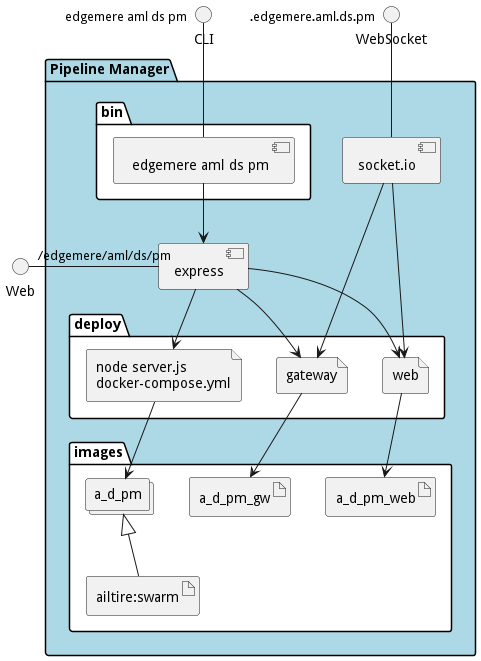 edgemere aml ds pm
.edgemere.aml.ds.pm
CLI
WebSocket
Pipeline Manager
bin
edgemere aml ds pm
socket.io
/edgemere/aml/ds/pm
express
Web
deploy
node server.js
docker-compose.yml
gateway
web
images
a_d_pm
a_d_pm_gw
a_d_pm_web
ailtire:swarm